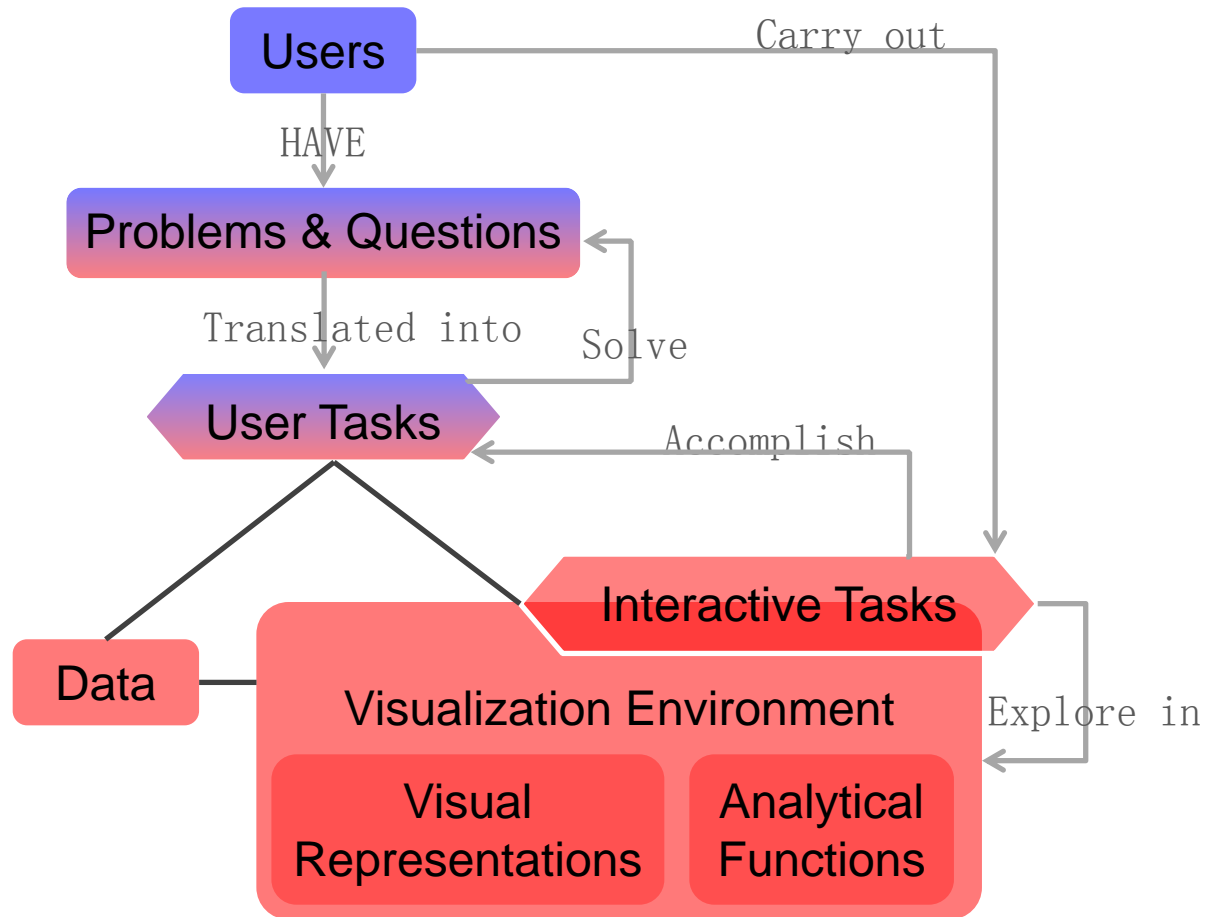 Users
Carry out
HAVE
Problems & Questions
Translated into
Solve
User Tasks
Accomplish
Interactive Tasks
Data
Visualization Environment
Explore in
Visual
Representations
Analytical
Functions